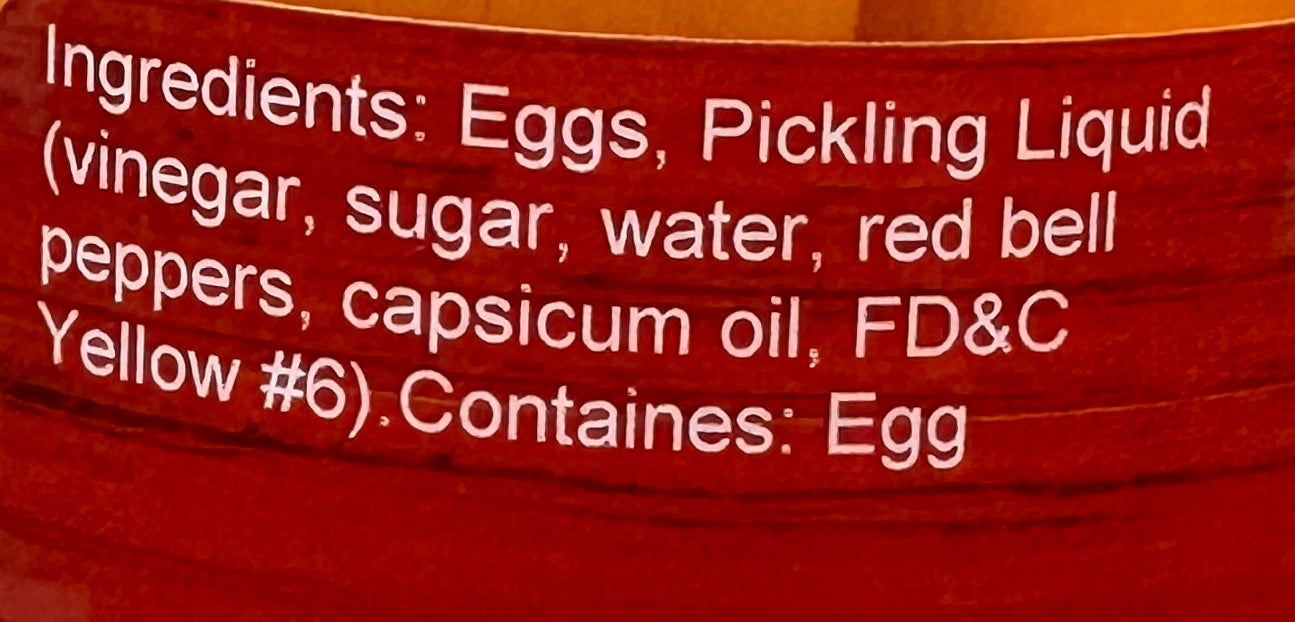 Ingredients: Eggs, Pickling Liquid
(vinegar, sugar, water, red bell
peppers, capsicum oil, FD&C
Yellow #6).Containes: Egg